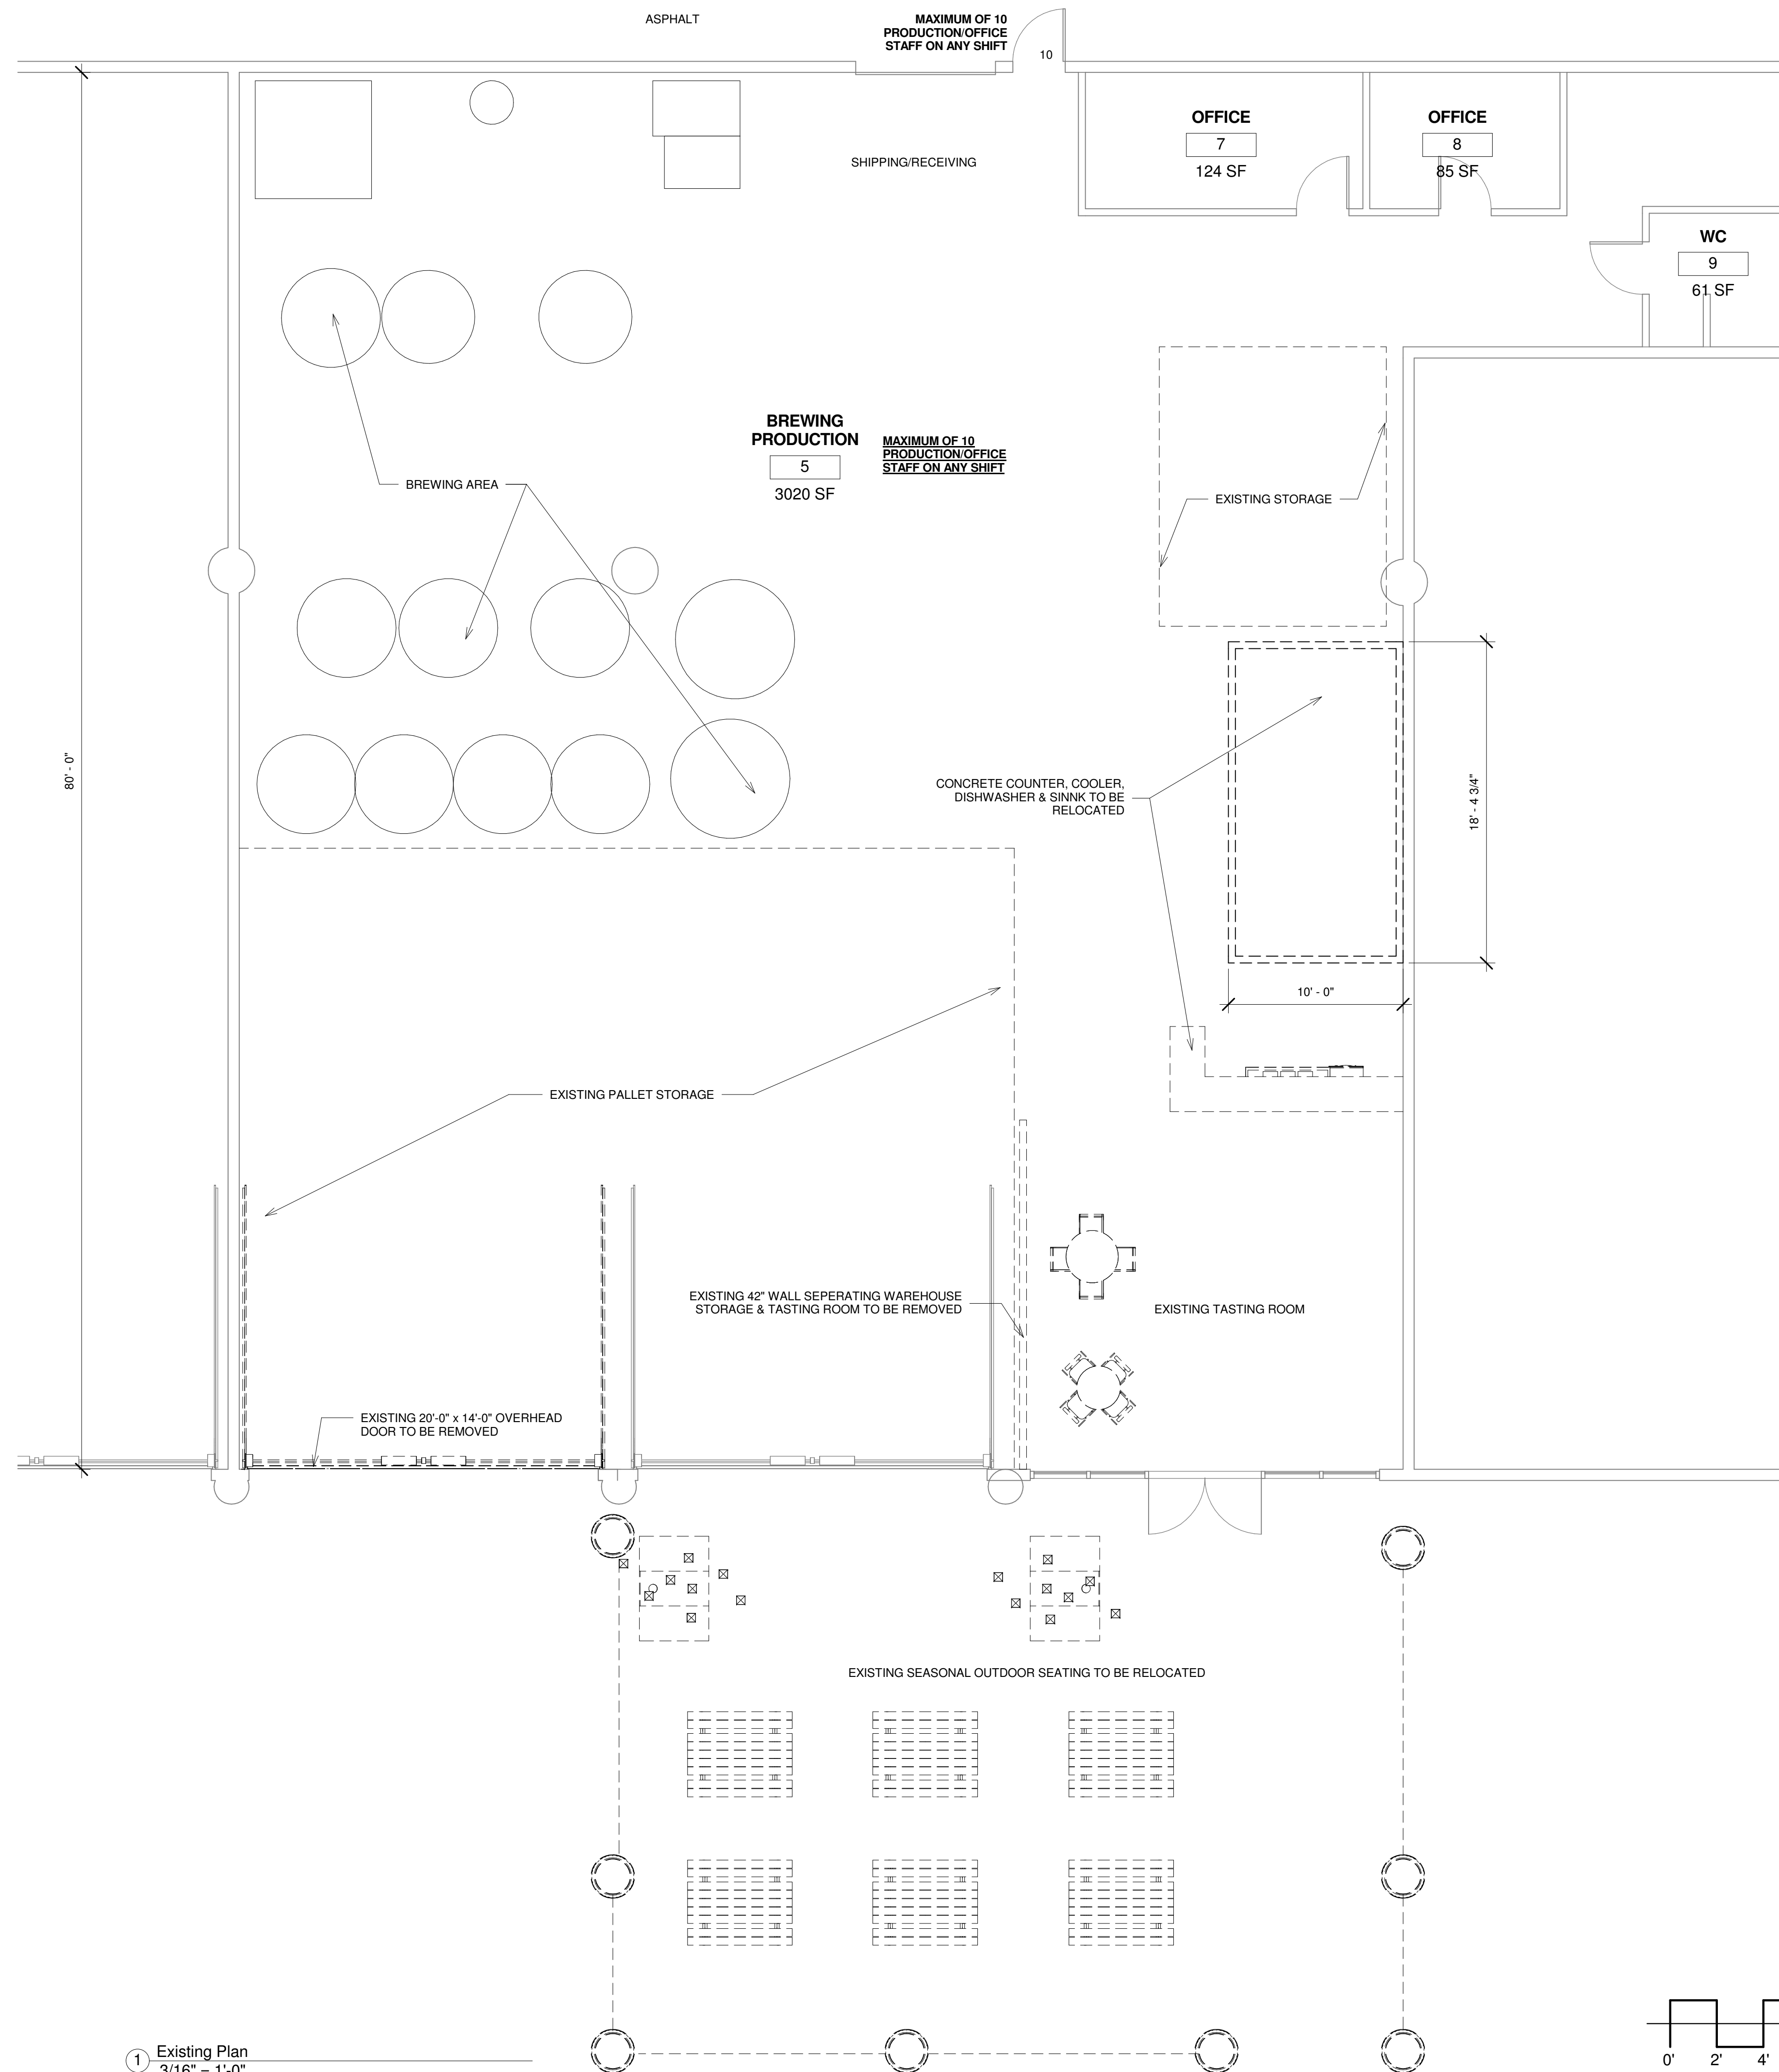 ASPHALT
MAXIMUM OF 10
PRODUCTION/OFFICE
STAFF ON ANY SHIFT
10
OFFICE
7
124 SF
OFFICE
8
85 SF
SHIPPING/RECEIVING
WC
9
61 SF
BREWING
PRODUCTION
5
3020 SF
MAXIMUM OF 10
PRODUCTION/OFFICE
STAFF ON ANY SHIFT
BREWING AREA
EXISTING STORAGE
80' - 0"
CONCRETE COUNTER, COOLER,
DISHWASHER & SINNK TO BE
RELOCATED
18' - 4 3/4"
10' - 0"
EXISTING PALLET STORAGE
EXISTING 42" WALL SEPERATING WAREHOUSE
STORAGE & TASTING ROOM TO BE REMOVED
EXISTING TASTING ROOM
EXISTING 20'-0" x 14'-0" OVERHEAD
DOOR TO BE REMOVED
EXISTING SEASONAL OUTDOOR SEATING TO BE RELOCATED
1
Existing Plan
3/16" = 1'-0"
0' 2' 4'